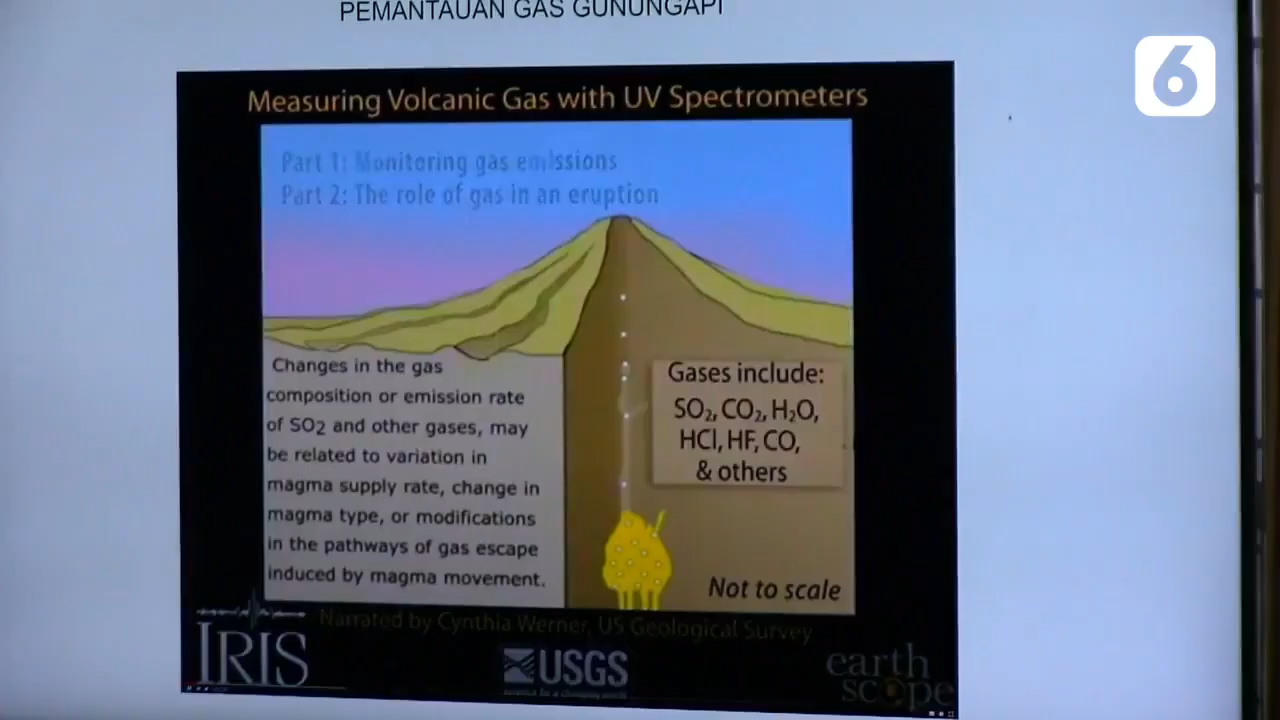 PEMANTAUAN GAS GUNUNGAPI
6
Measuring Volcanic Gas with UV Spectrometers
Part 1: Monitoring gas emissions
Part 2: The role of gas in an eruption
Changes in the gas
composition or emission rate
of SO2 and other gases, may
be related to variation in
magma supply rate, change in
magma type, or modifications
in the pathways of gas escape
induced by magma movement.
Gases include:
SO2, CO2, H2O,
HCl, HF, CO,
& others
Not to scale
Narrated by Cynthia Werner, US Geological Survey
IRIS
USGS
science for a changing world
earth
scope